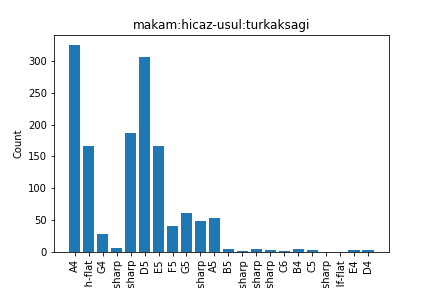 makam:hicaz-usul:turkaksagi
Count
300
250
200
150
100
50
0
A4
h-flat
G4
sharp
sharp
D5
E5
F5
G5
sharp
A5
B5
sharp
sharp
sharp
C6
B4
C5
sharp
lf-flat
E4
D4